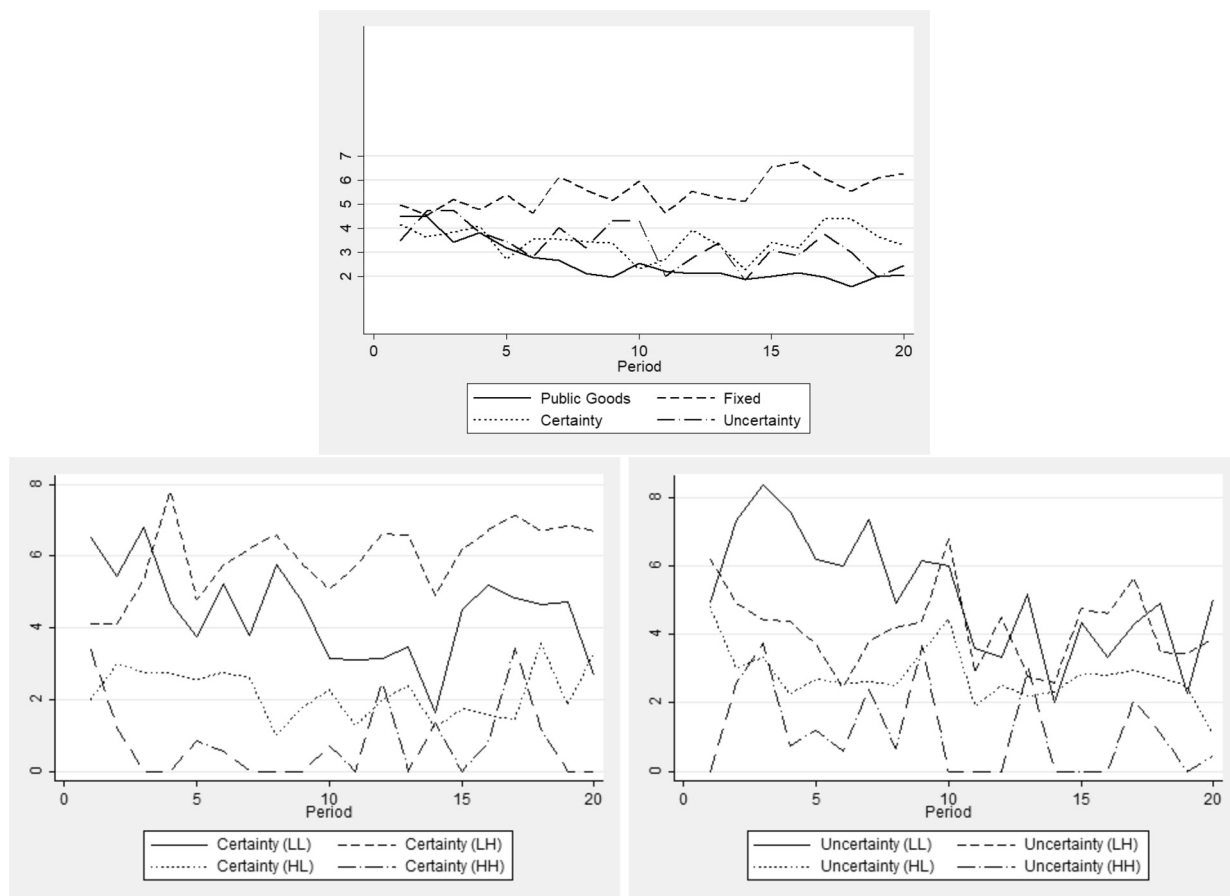 7
6
5
4
3
2
0 5 10 15 20
Period
Public Goods Fixed
Certainty Uncertainty
8
6
4
2
0
0 5 10 15 20
Period
Certainty (LL) Certainty (LH)
Certainty (HL) Certainty (HH)
8
6
4
2
0
0 5 10 15 20
Period
Uncertainty (LL) Uncertainty (LH)
Uncertainty (HL) Uncertainty (HH)